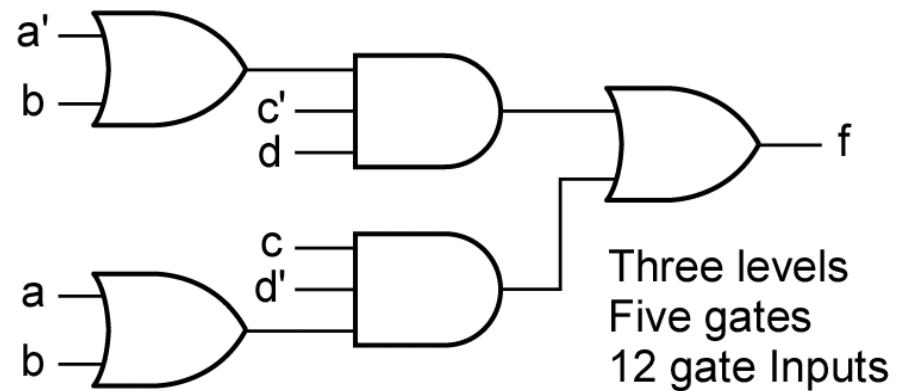 a'
b
c'
d
f
c
d'
a
b
Three levels
Five gates
12 gate Inputs